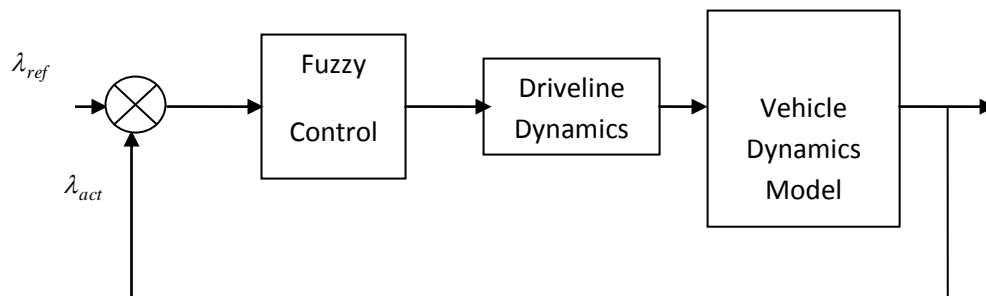 λref
Fuzzy
Control
Driveline
Dynamics
Vehicle
Dynamics
Model
λact